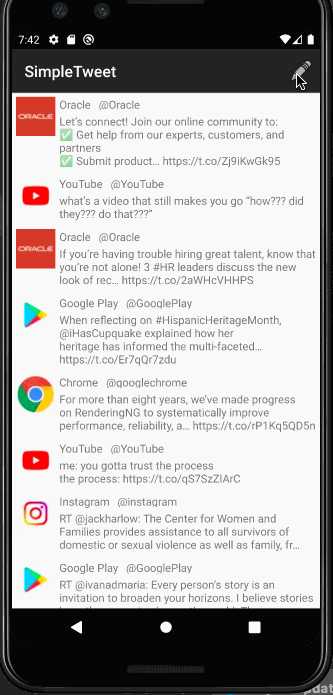 7:42
SimpleTweet
ORACLE
Oracle @Oracle
Let's connect! Join our online community to:
✅ Get help from our experts, customers, and
partners
✅ Submit product… https://t.co/Zj9iKwGk95
YouTube @YouTube
what's a video that still makes you go "how??? did
they??? do that???"
ORACLE
Oracle @Oracle
If you're having trouble hiring great talent, know that
you're not alone! 3 #HR leaders discuss the new
look of rec… https://t.co/2aWHcVHHPS
Google Play @GooglePlay
When reflecting on #HispanicHeritageMonth,
@iHasCupquake explained how her
heritage has informed the multi-faceted…
https://t.co/Er7qQr7zdu
Chrome @googlechrome
For more than eight years, we've made progress
on RenderingNG to systematically improve
performance, reliability, a… https://t.co/rP1Kq5QD5n
YouTube @YouTube
me: you gotta trust the process
the process: https://t.co/qS7SzZlArC
Instagram @instagram
RT @jackharlow: The Center for Women and
Families provides assistance to all survivors of
domestic or sexual violence as well as family, fr…
Google Play @GooglePlay
RT @ivanadmaria: Every person's story is an
invitation to broaden your horizons. I believe stories